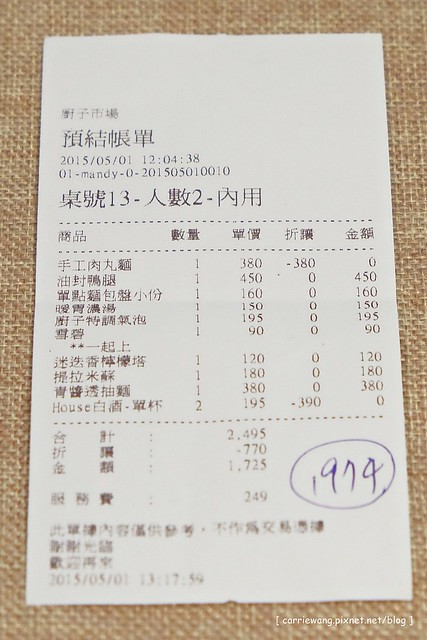 廚子市場
預結帳單
2015/05/01 12:04:38
01-mandy-0-201505010010
桌號13-人數2-內用
商品 數量 單價 折讓 金額
手工肉丸麵 1 380 -380 0
油封鴨腿 1 450 0 450
單點麵包盤小份 1 160 0 160
暖胃濃湯 1 150 0 150
廚子特調氣泡 1 195 0 195
雪碧 1 90 0 90
**一起上
迷迭香檸檬塔 1 120 0 120
提拉米蘇 1 180 0 180
青醬透抽麵 1 380 0 380
House白酒-單杯 2 195 -390 0
合計 : 2,495
折讓 : -770
金額 : 1,725
1974
服務費 : 249
此單據內容僅供參考，不作為交易憑據
謝謝光臨
歡迎再來
2015/05/01 13:17:59
[ carriewang.pixnet.net/blog ]